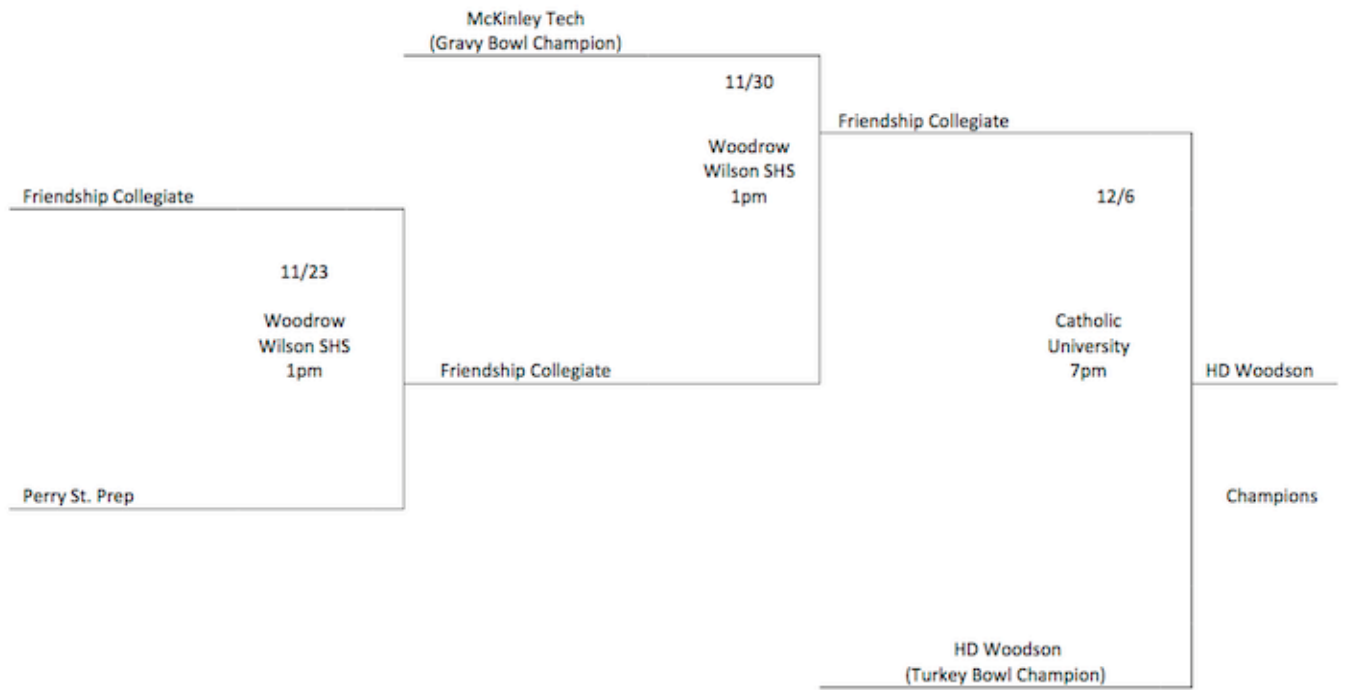 McKinley Tech
(Gravy Bowl Champion)
11/30
Woodrow
Wilson SHS
1pm
Friendship Collegiate
12/6
Catholic
University
7pm
Friendship Collegiate
11/23
Woodrow
Wilson SHS
1pm
Friendship Collegiate
HD Woodson
Perry St. Prep
Champions
HD Woodson
(Turkey Bowl Champion)